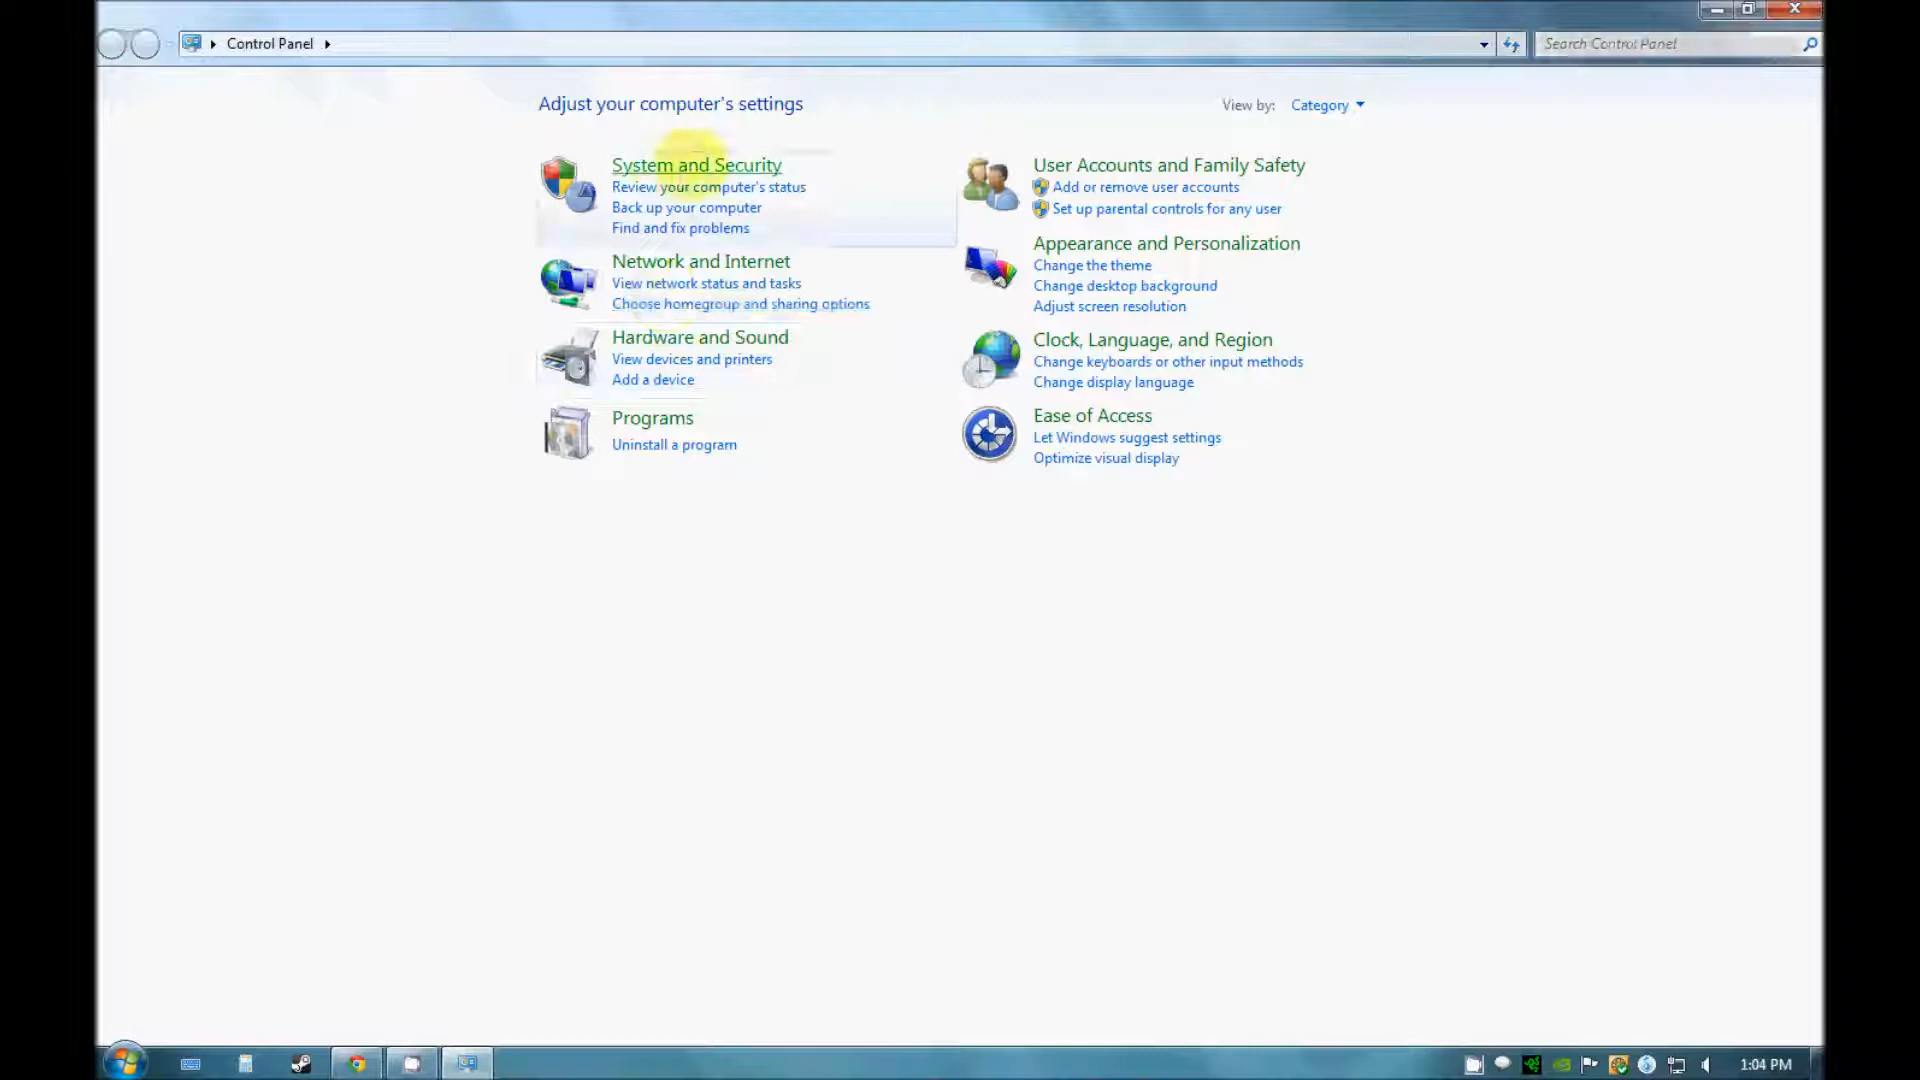 Control Panel
Search Control Panel
Adjust your computer's settings
View by: Category
System and Security
Review your computer's status
Back up your computer
Find and fix problems
Network and Internet
View network status and tasks
Choose homegroup and sharing options
Hardware and Sound
View devices and printers
Add a device
Programs
Uninstall a program
User Accounts and Family Safety
Add or remove user accounts
Set up parental controls for any user
Appearance and Personalization
Change the theme
Change desktop background
Adjust screen resolution
Clock, Language, and Region
Change keyboards or other input methods
Change display language
Ease of Access
Let Windows suggest settings
Optimize visual display
1:04 PM